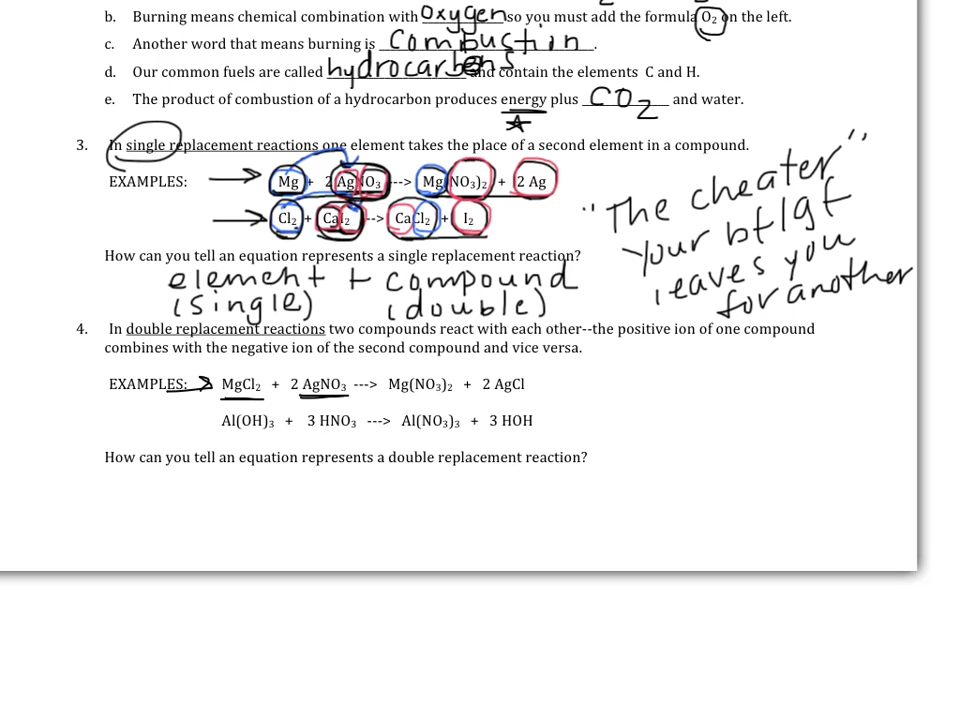 b. Burning means chemical combination with oxygen so you must add the formula O₂ on the left.
c. Another word that means burning is combustion.
d. Our common fuels are called hydrocarbens and contain the elements C and H.
e. The product of combustion of a hydrocarbon produces energy plus CO₂ and water.
3. In single replacement reactions one element takes the place of a second element in a compound.
EXAMPLES: Mg + 2 AgNO₃ ---> Mg(NO₃)₂ + 2 Ag
Cl₂ + CaI₂ ---> CaCl₂ + I₂
"The cheater"
your bf/gf
leaves you
for another
How can you tell an equation represents a single replacement reaction?
element + compound
(single) (double)
4. In double replacement reactions two compounds react with each other--the positive ion of one compound
combines with the negative ion of the second compound and vice versa.
EXAMPLES: MgCl₂ + 2 AgNO₃ ---> Mg(NO₃)₂ + 2 AgCl
Al(OH)₃ + 3 HNO₃ ---> Al(NO₃)₃ + 3 HOH
How can you tell an equation represents a double replacement reaction?